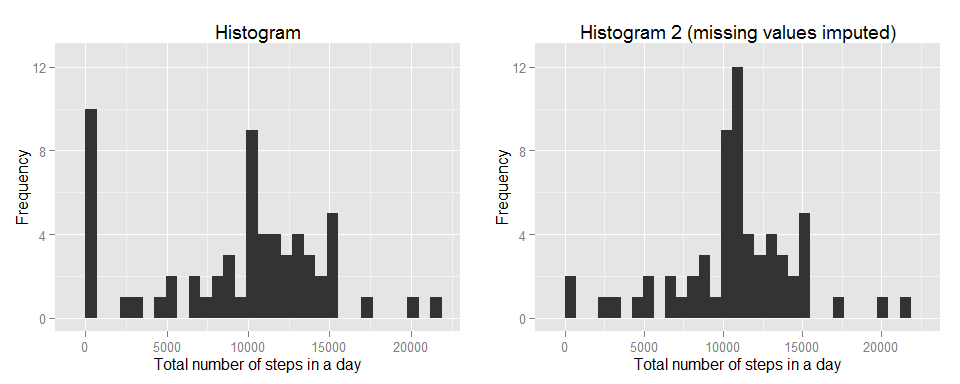 Histogram
Frequency
12
8
4
0
0 5000 10000 15000 20000
Total number of steps in a day
Histogram 2 (missing values imputed)
Frequency
12
8
4
0
0 5000 10000 15000 20000
Total number of steps in a day